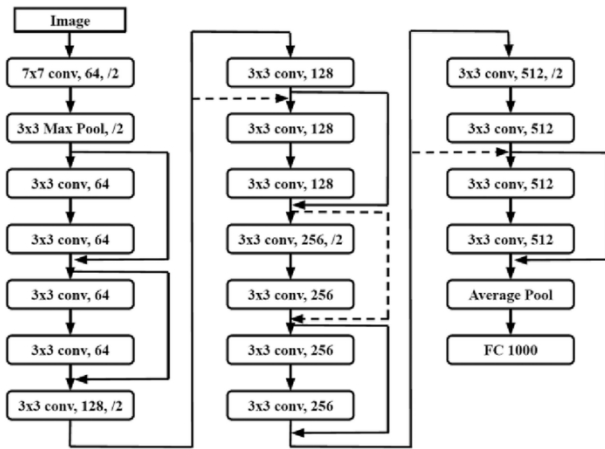 Image
7x7 conv, 64, /2
3x3 Max Pool, /2
3x3 conv, 64
3x3 conv, 64
3x3 conv, 64
3x3 conv, 64
3x3 conv, 128, /2
3x3 conv, 128
3x3 conv, 128
3x3 conv, 128
3x3 conv, 256, /2
3x3 conv, 256
3x3 conv, 256
3x3 conv, 256
3x3 conv, 512, /2
3x3 conv, 512
3x3 conv, 512
3x3 conv, 512
Average Pool
FC 1000